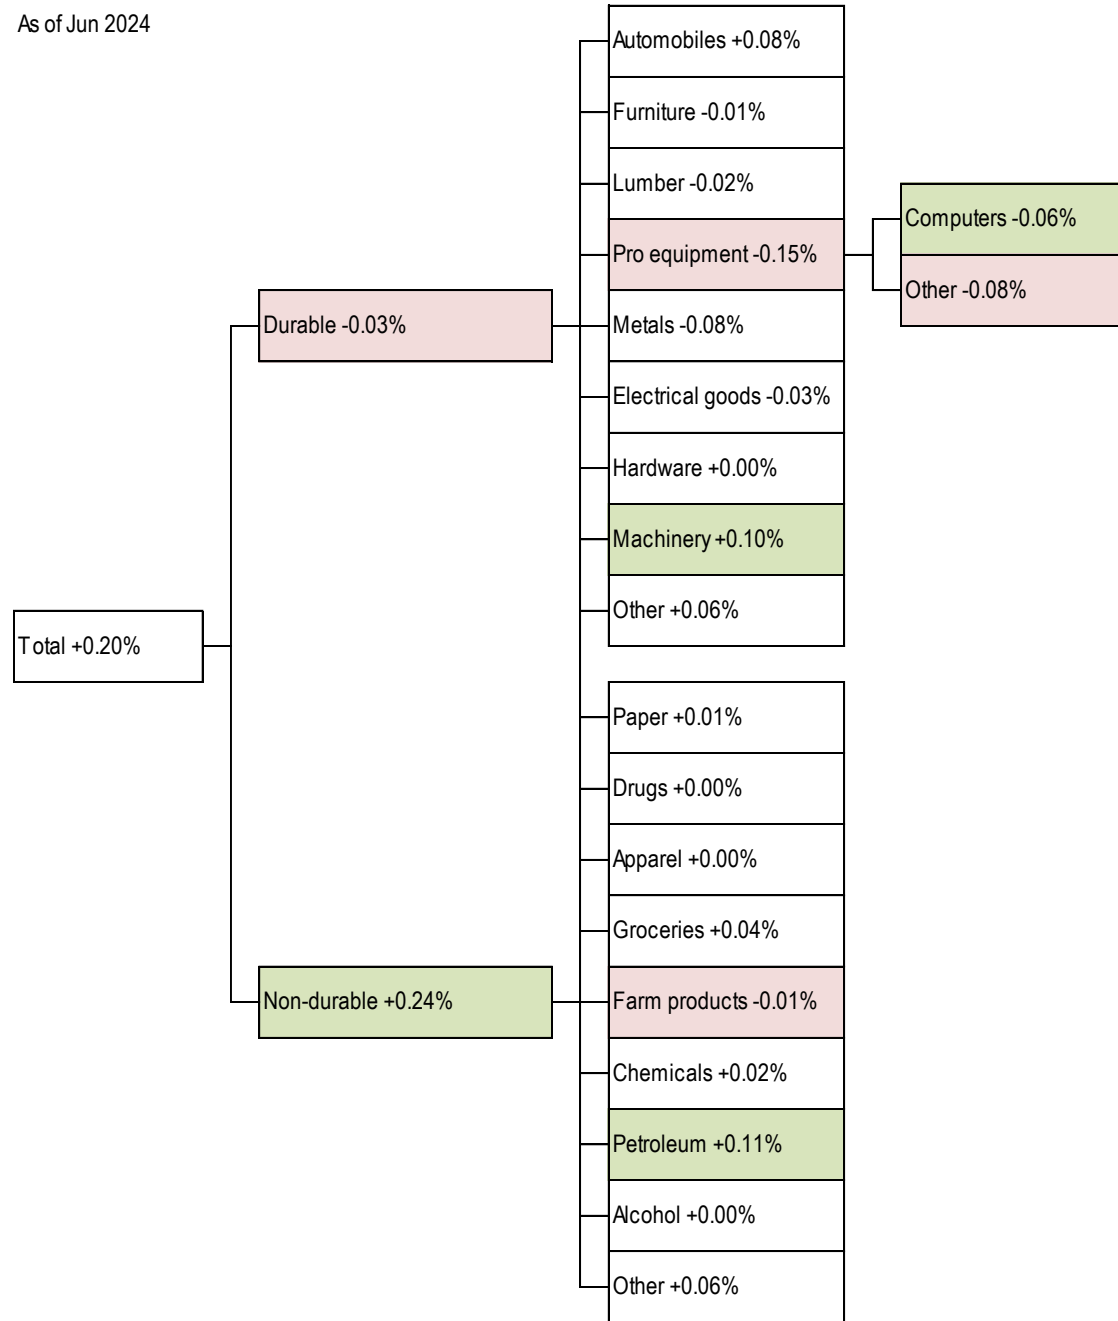 As of Jun 2024
Total +0.20%
Durable -0.03%
Automobiles +0.08%
Furniture -0.01%
Lumber -0.02%
Pro equipment -0.15%
Computers -0.06%
Other -0.08%
Metals -0.08%
Electrical goods -0.03%
Hardware +0.00%
Machinery +0.10%
Other +0.06%
Non-durable +0.24%
Paper +0.01%
Drugs +0.00%
Apparel +0.00%
Groceries +0.04%
Farm products -0.01%
Chemicals +0.02%
Petroleum +0.11%
Alcohol +0.00%
Other +0.06%